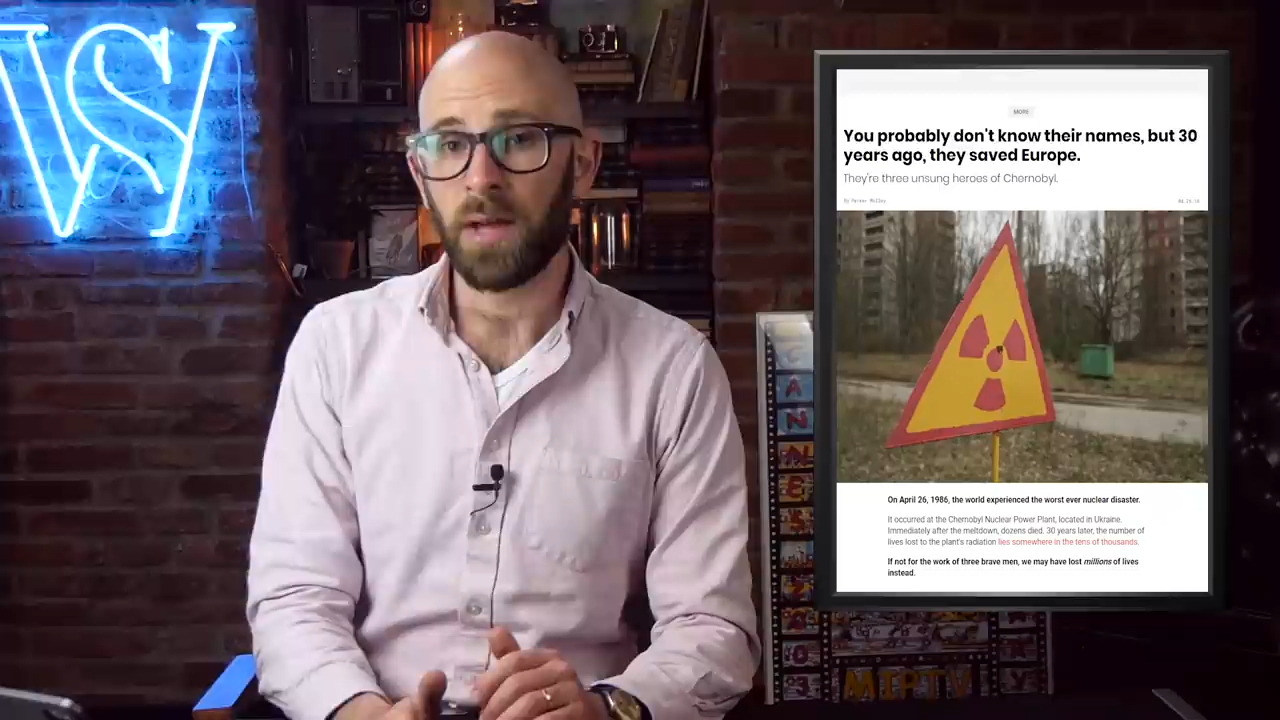 SW
MORE
You probably don't know their names, but 30
years ago, they saved Europe.
They're three unsung heroes of Chernobyl.
On April 26, 1986, the world experienced the worst ever nuclear disaster.
It occurred at the Chernobyl Nuclear Power Plant, located in Ukraine.
Immediately after the meltdown, dozens died. 30 years later, the number of
lives lost to the plant's radiation lies somewhere in the tens of thousands.
If not for the work of three brave men, we may have lost millions of lives
instead.
CANNES
MIPTV